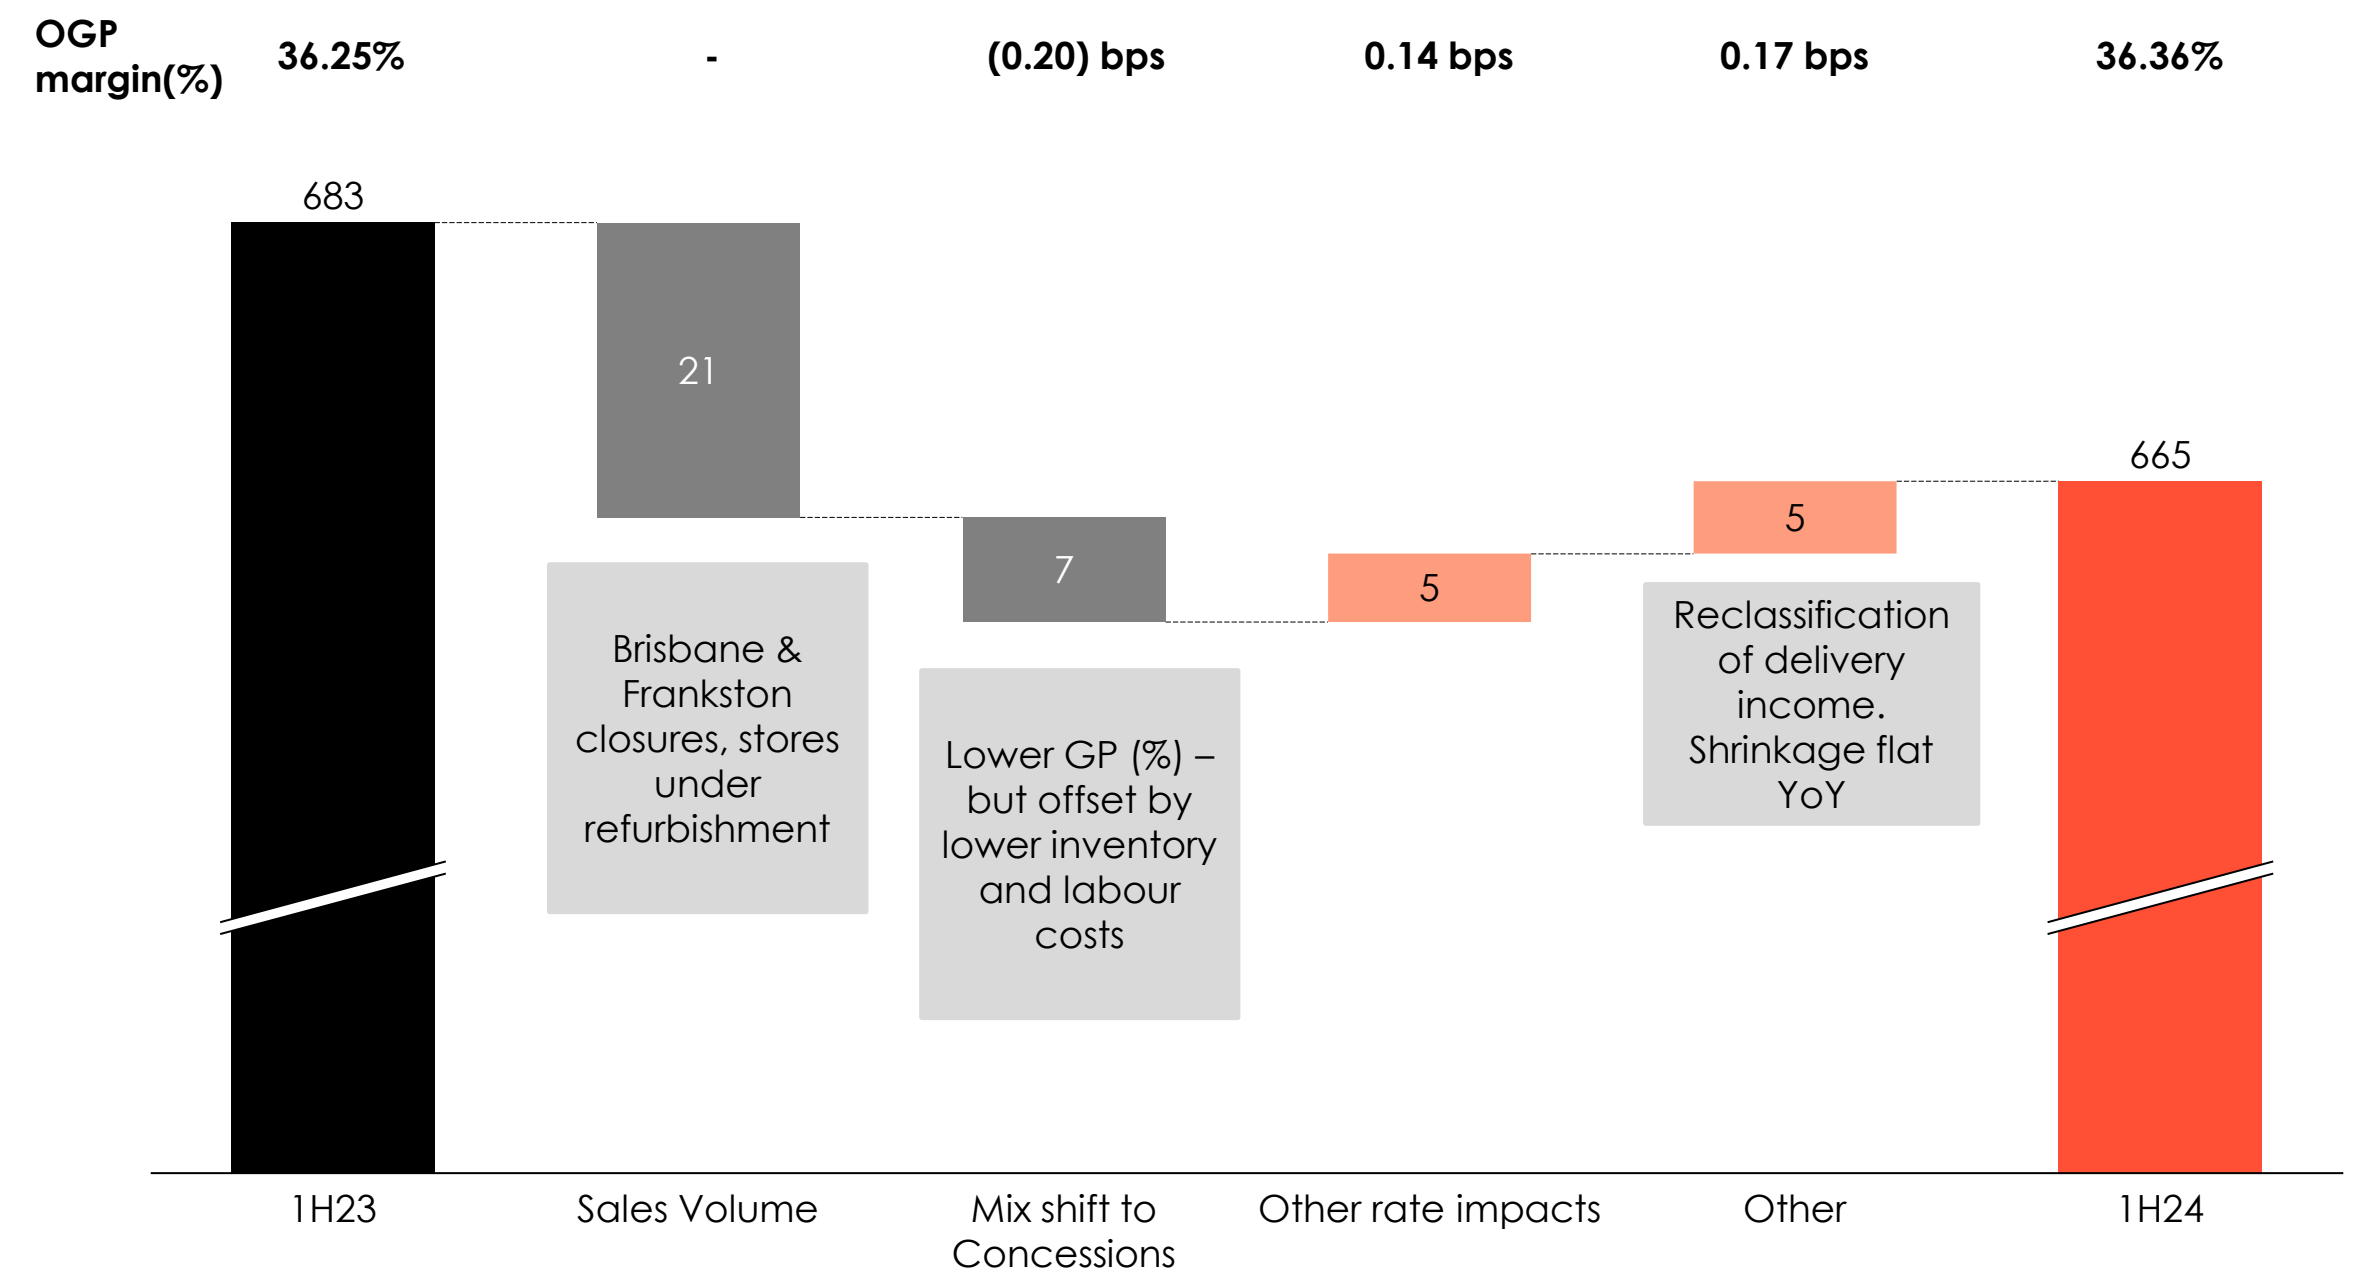 OGP
margin(%)
36.25%
-
(0.20) bps
0.14 bps
0.17 bps
36.36%
683
21
7
5
5
665
Brisbane &
Frankston
closures, stores
under
refurbishment
Lower GP (%) –
but offset by
lower inventory
and labour
costs
Reclassification
of delivery
income.
Shrinkage flat
YoY
1H23
Sales Volume
Mix shift to
Concessions
Other rate impacts
Other
1H24